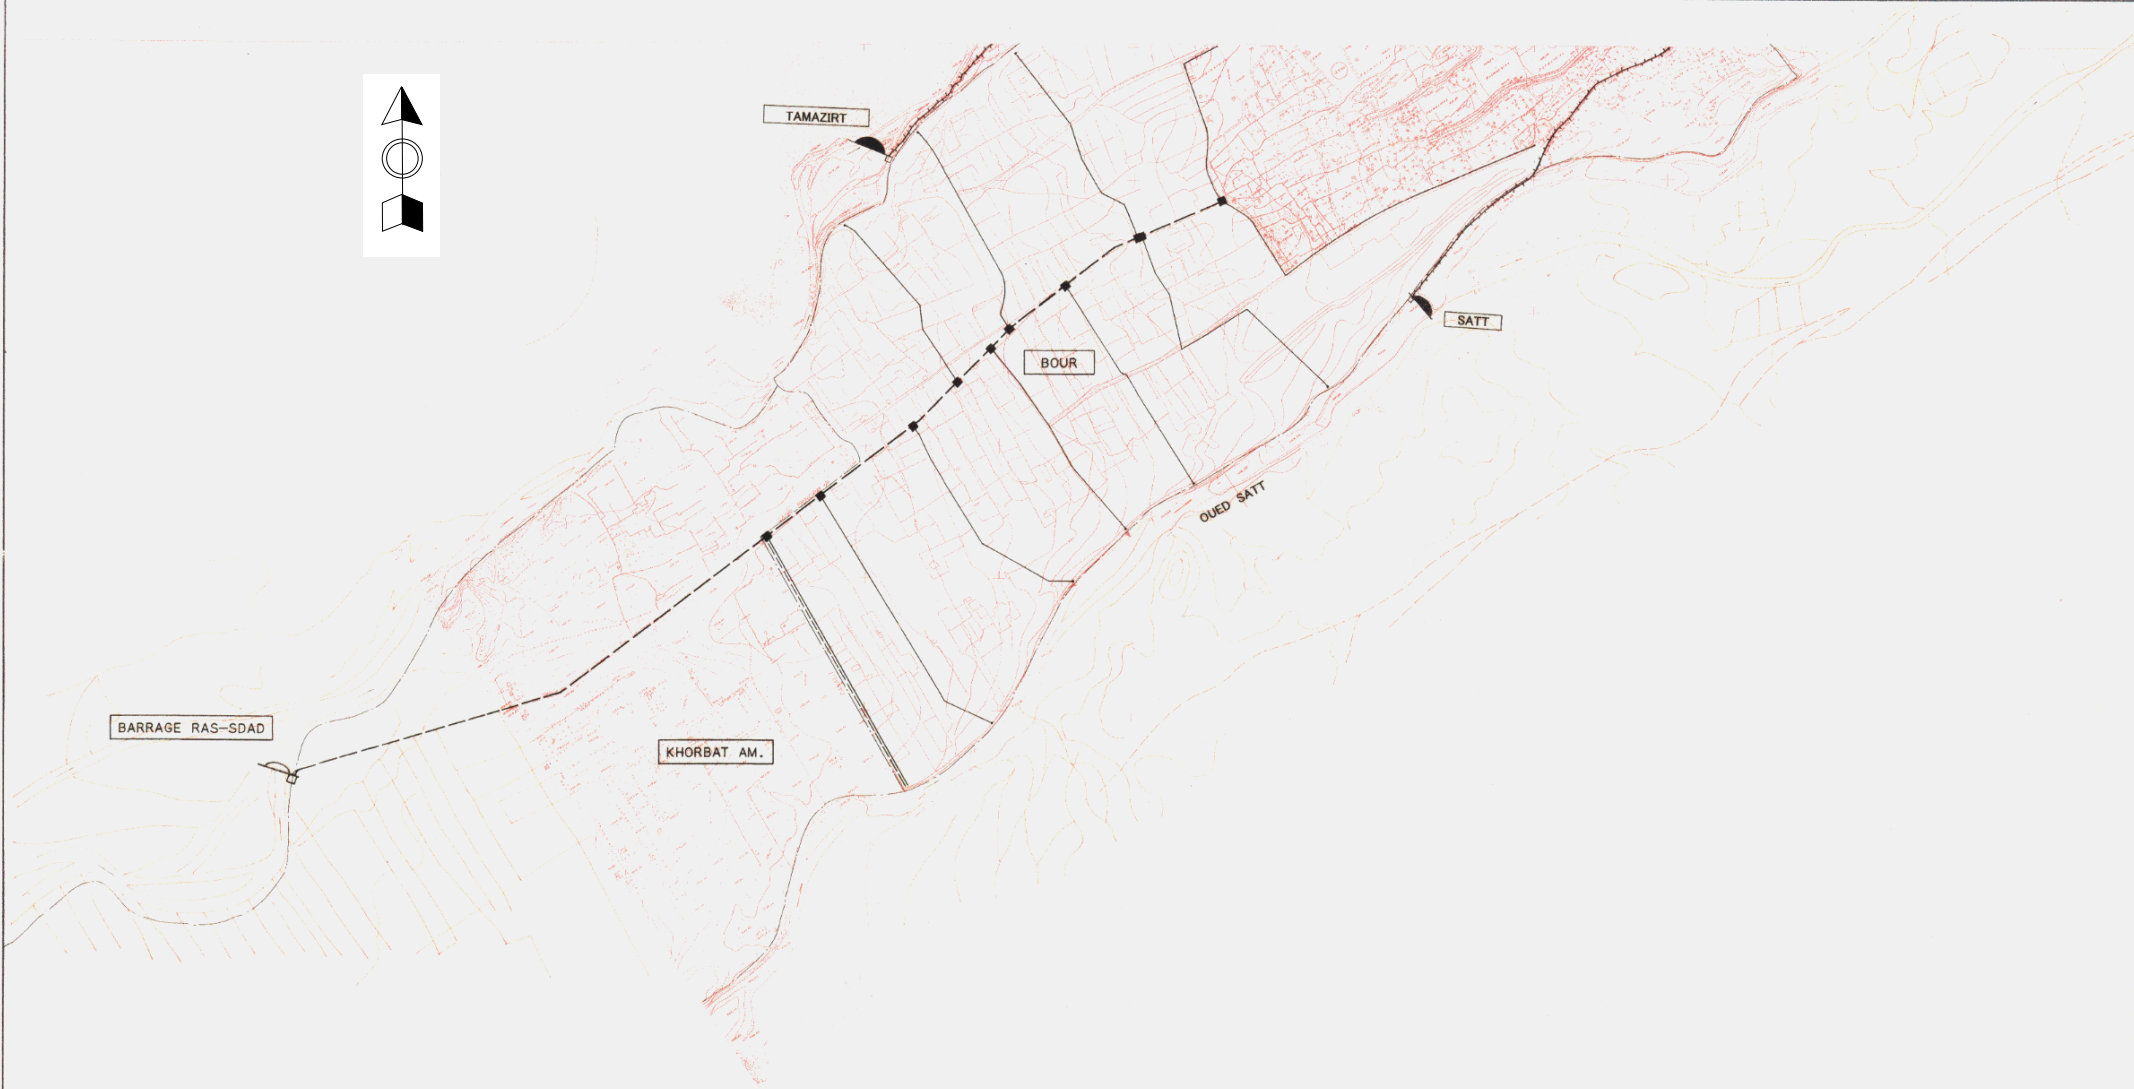 TAMAZIRT
SATT
BOUR
OUED SATT
BARRAGE RAS-SDAD
KHORBAT AM.